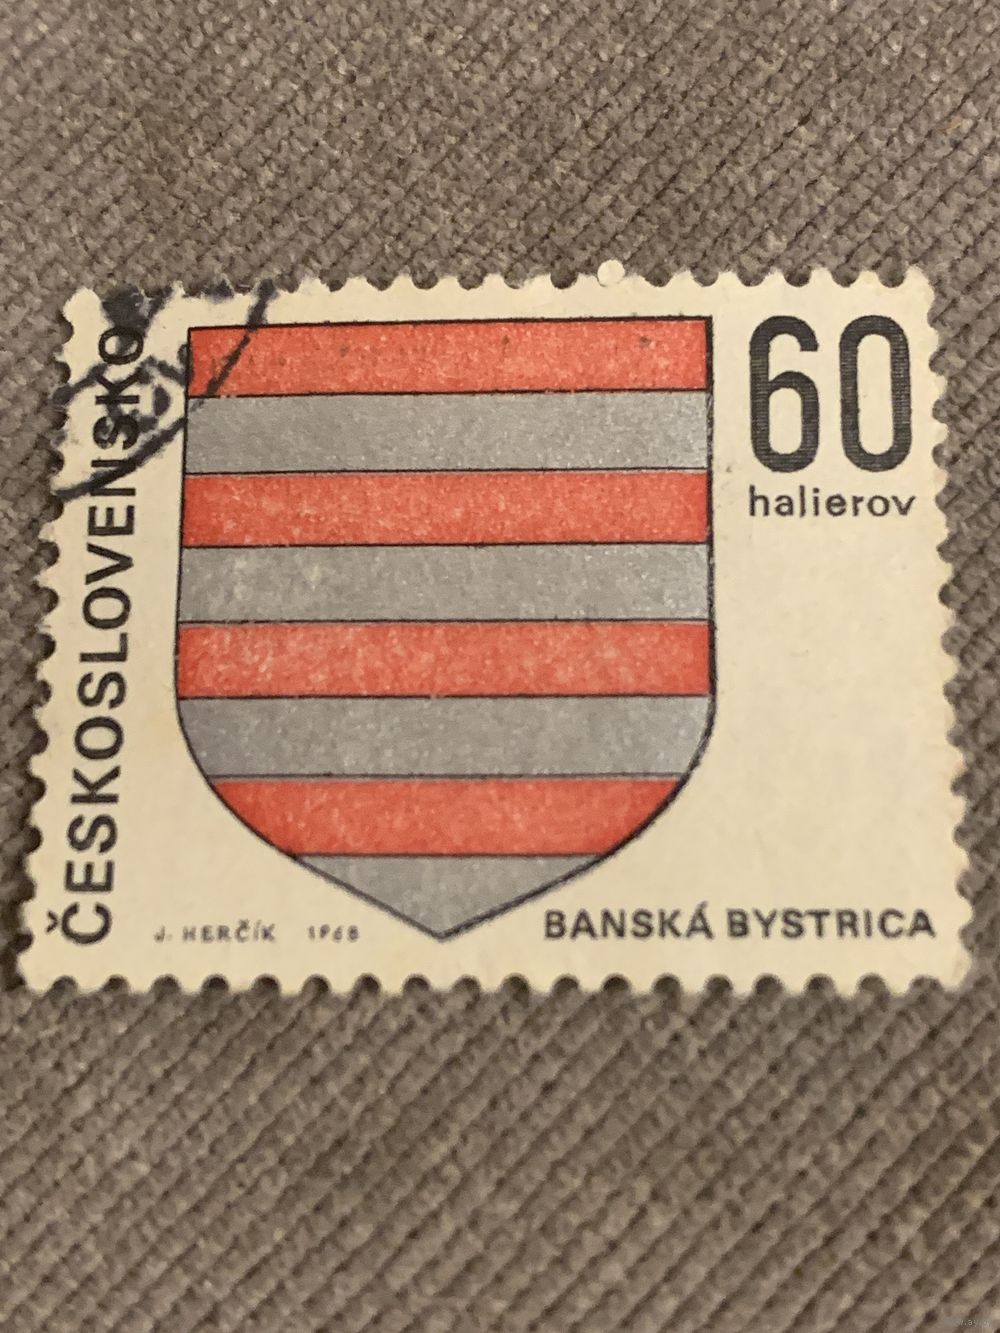 ČESKOSLOVENSKO
60
halierov
J. HERČÍK 1968
BANSKÁ BYSTRICA